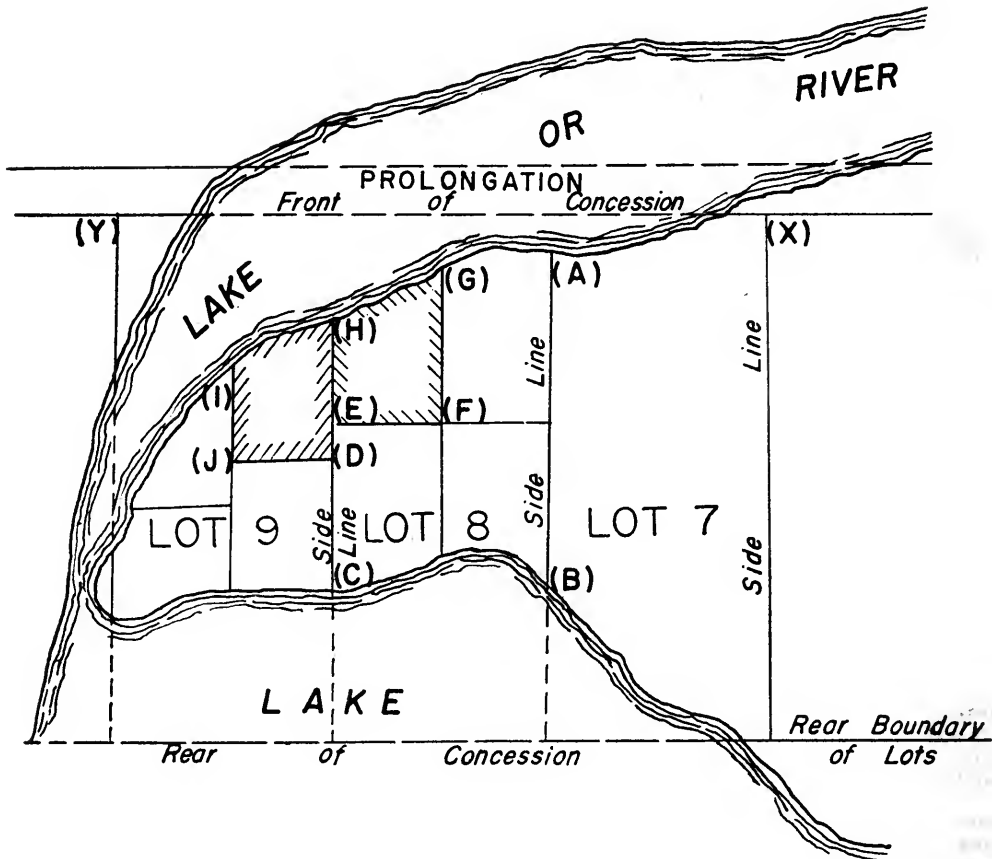 RIVER
OR
PROLONGATION
Front of Concession
(Y)
(X)
LAKE
(G)
(A)
(H)
Line
Line
(I)
(E)
(F)
(J)
(D)
LOT 9
Side Line
LOT 8
Side
LOT 7
Side
(C)
(B)
LAKE
Rear of Concession
Rear Boundary
of Lots